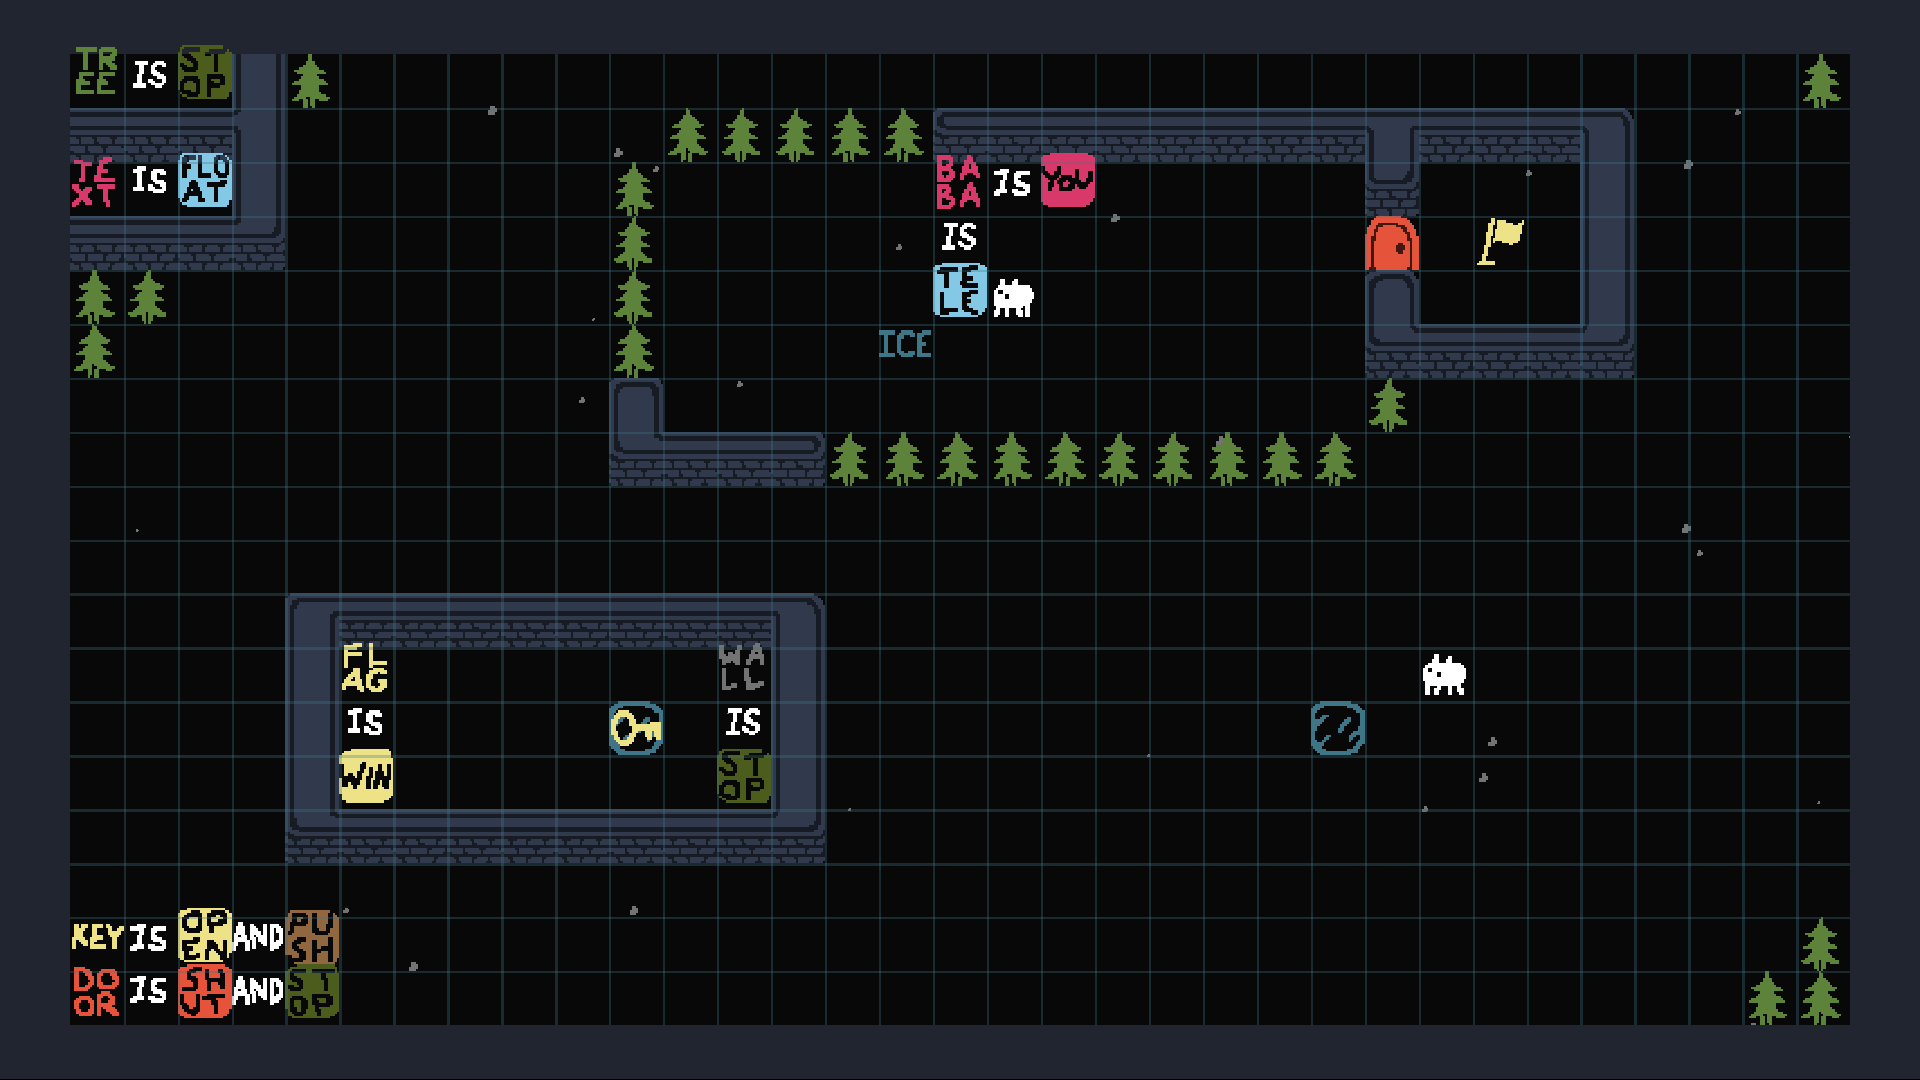 TREE IS STOP
TEXT IS FLOAT
BABA IS YOU
IS
TELE
ICE
FLAG
IS
WIN
WALL
IS
STOP
KEY IS OPEN AND PUSH
DOOR IS SHUT AND STOP